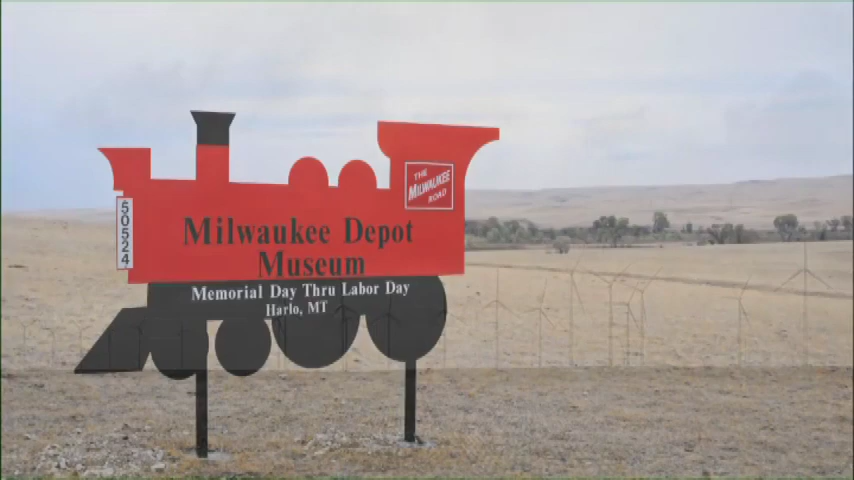 THE
MILWAUKEE
ROAD
50524
Milwaukee Depot
Museum
Memorial Day Thru Labor Day
Harlo, MT